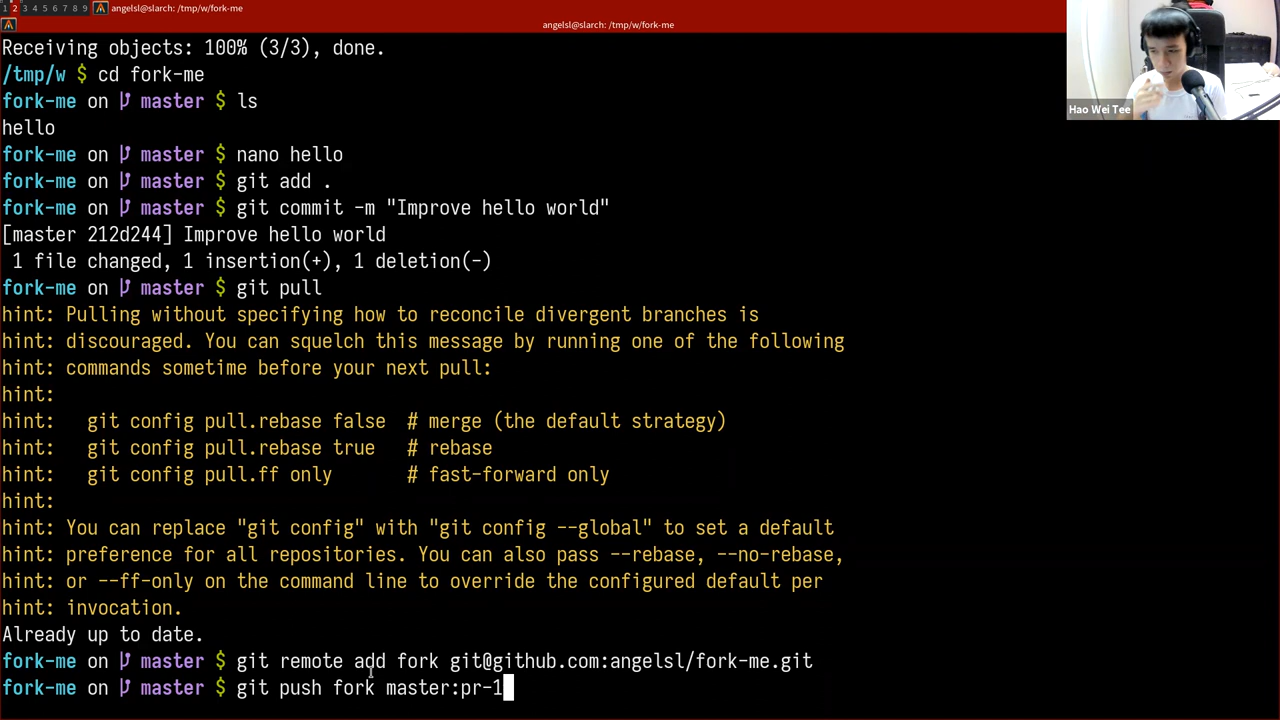 1 2 3 4 5 6 7 8 9 angelsl@slarch: /tmp/w/fork-me
angelsl@slarch: /tmp/w/fork-me
Receiving objects: 100% (3/3), done.
/tmp/w $ cd fork-me
fork-me on master $ ls
hello
fork-me on master $ nano hello
fork-me on master $ git add .
fork-me on master $ git commit -m "Improve hello world"
[master 212d244] Improve hello world
1 file changed, 1 insertion(+), 1 deletion(-)
fork-me on master $ git pull
hint: Pulling without specifying how to reconcile divergent branches is
hint: discouraged. You can squelch this message by running one of the following
hint: commands sometime before your next pull:
hint:
hint:   git config pull.rebase false  # merge (the default strategy)
hint:   git config pull.rebase true   # rebase
hint:   git config pull.ff only       # fast-forward only
hint:
hint: You can replace "git config" with "git config --global" to set a default
hint: preference for all repositories. You can also pass --rebase, --no-rebase,
hint: or --ff-only on the command line to override the configured default per
hint: invocation.
Already up to date.
fork-me on master $ git remote add fork git@github.com:angelsl/fork-me.git
fork-me on master $ git push fork master:pr-1
Hao Wei Tee